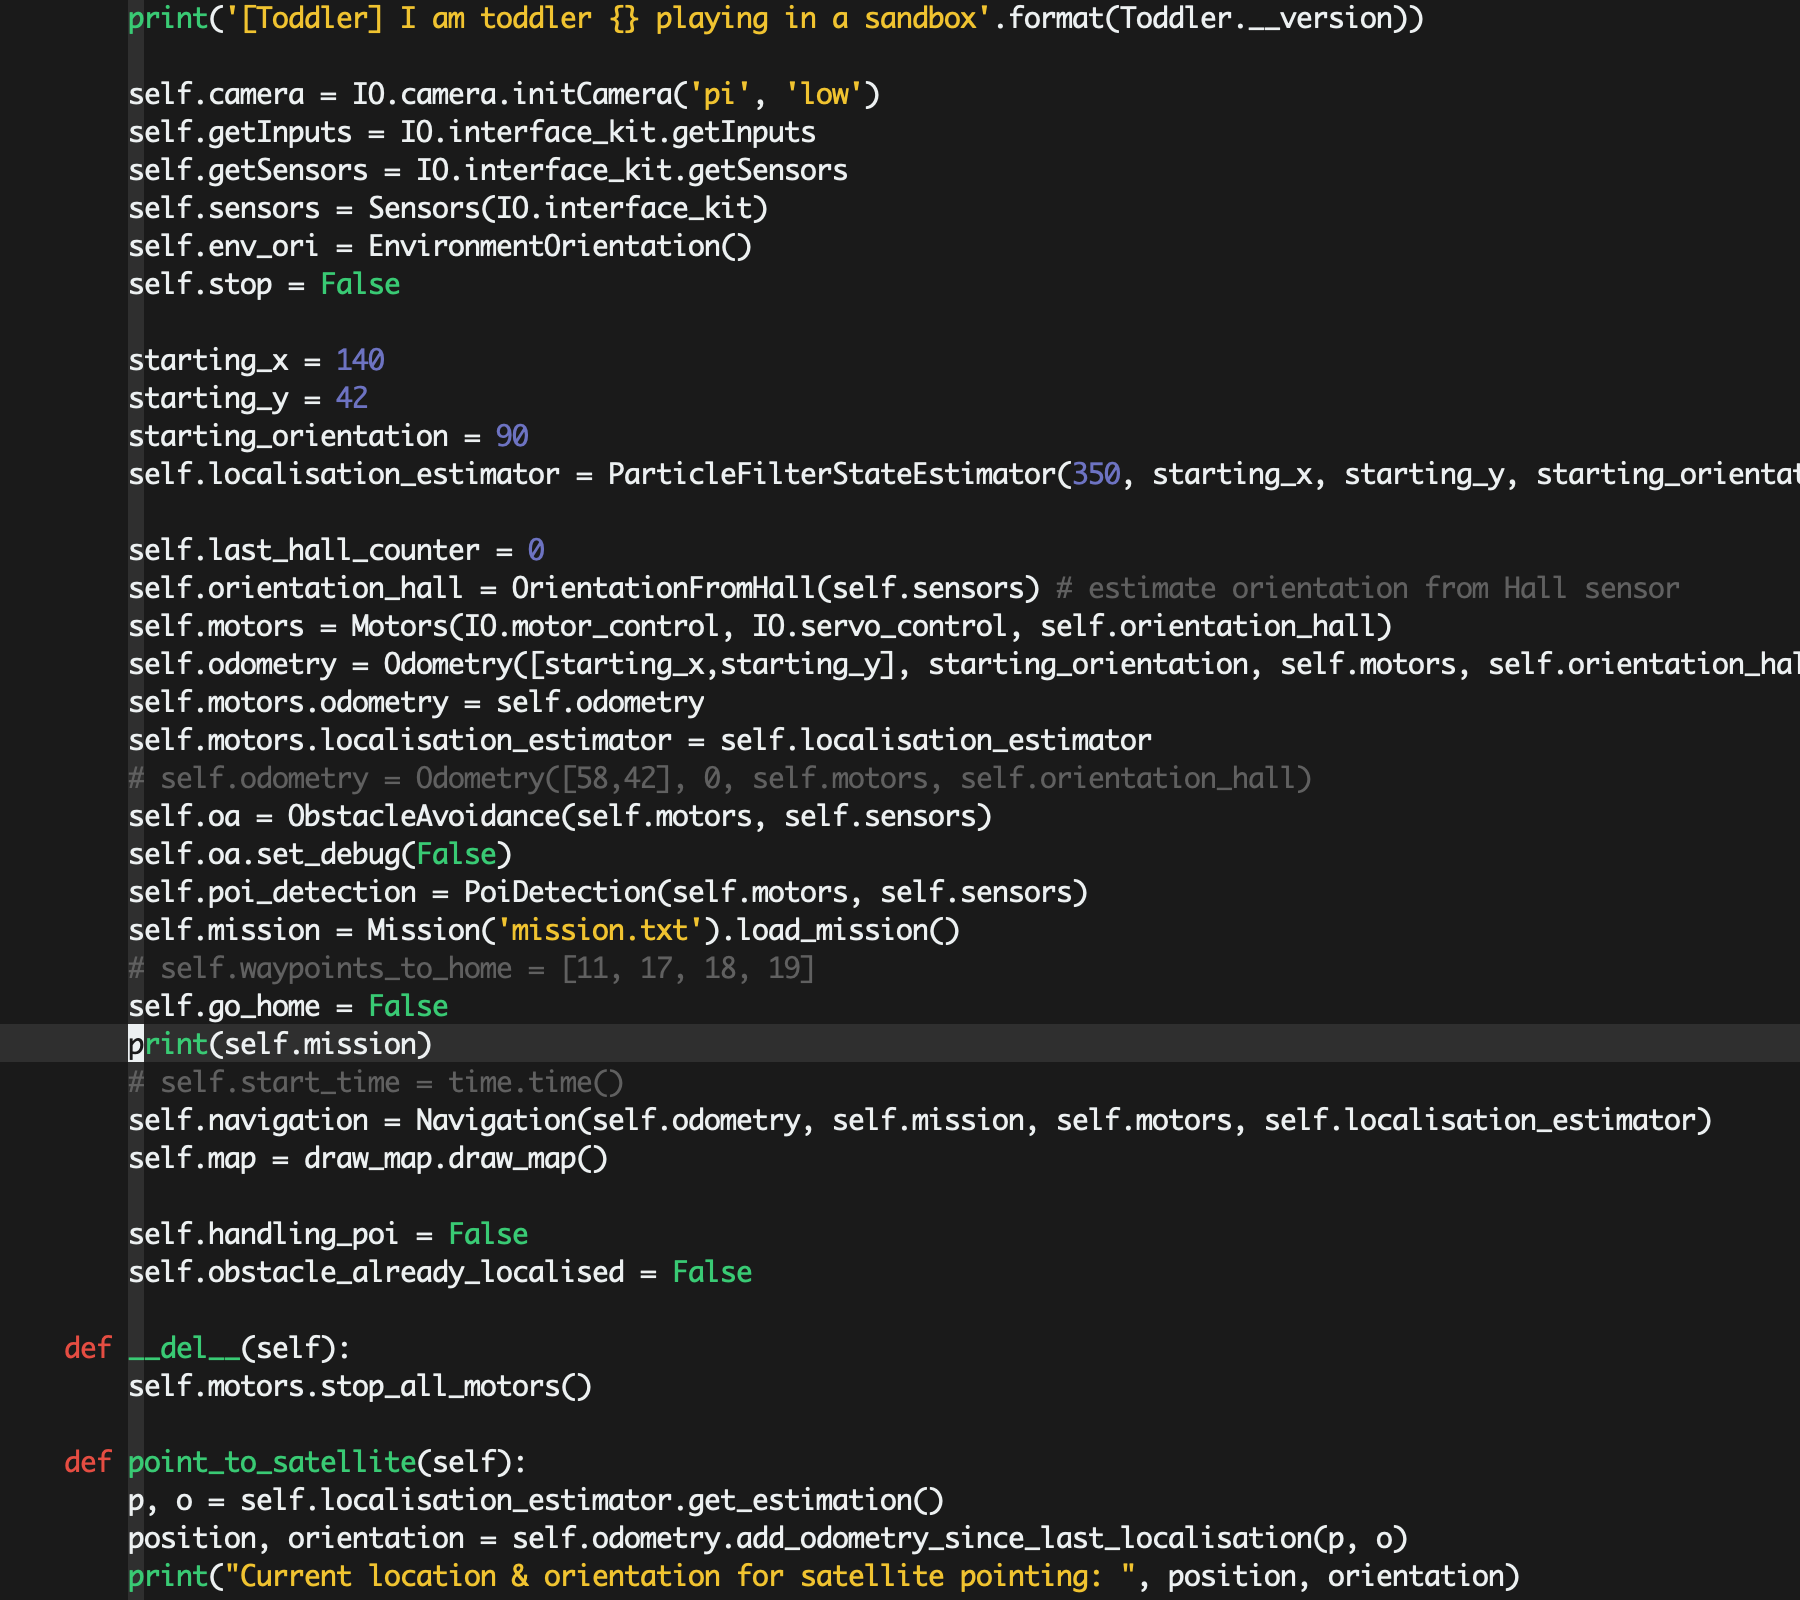 print('[Toddler] I am toddler {} playing in a sandbox'.format(Toddler.__version))
self.camera = IO.camera.initCamera('pi', 'low')
self.getInputs = IO.interface_kit.getInputs
self.getSensors = IO.interface_kit.getSensors
self.sensors = Sensors(IO.interface_kit)
self.env_ori = EnvironmentOrientation()
self.stop = False
starting_x = 140
starting_y = 42
starting_orientation = 90
self.localisation_estimator = ParticleFilterStateEstimator(350, starting_x, starting_y, starting_orientat
self.last_hall_counter = 0
self.orientation_hall = OrientationFromHall(self.sensors) # estimate orientation from Hall sensor
self.motors = Motors(IO.motor_control, IO.servo_control, self.orientation_hall)
self.odometry = Odometry([starting_x,starting_y], starting_orientation, self.motors, self.orientation_hal
self.motors.odometry = self.odometry
self.motors.localisation_estimator = self.localisation_estimator
# self.odometry = Odometry([58,42], 0, self.motors, self.orientation_hall)
self.oa = ObstacleAvoidance(self.motors, self.sensors)
self.oa.set_debug(False)
self.poi_detection = PoiDetection(self.motors, self.sensors)
self.mission = Mission('mission.txt').load_mission()
# self.waypoints_to_home = [11, 17, 18, 19]
self.go_home = False
print(self.mission)
# self.start_time = time.time()
self.navigation = Navigation(self.odometry, self.mission, self.motors, self.localisation_estimator)
self.map = draw_map.draw_map()
self.handling_poi = False
self.obstacle_already_localised = False
def __del__(self):
self.motors.stop_all_motors()
def point_to_satellite(self):
p, o = self.localisation_estimator.get_estimation()
position, orientation = self.odometry.add_odometry_since_last_localisation(p, o)
print("Current location & orientation for satellite pointing: ", position, orientation)